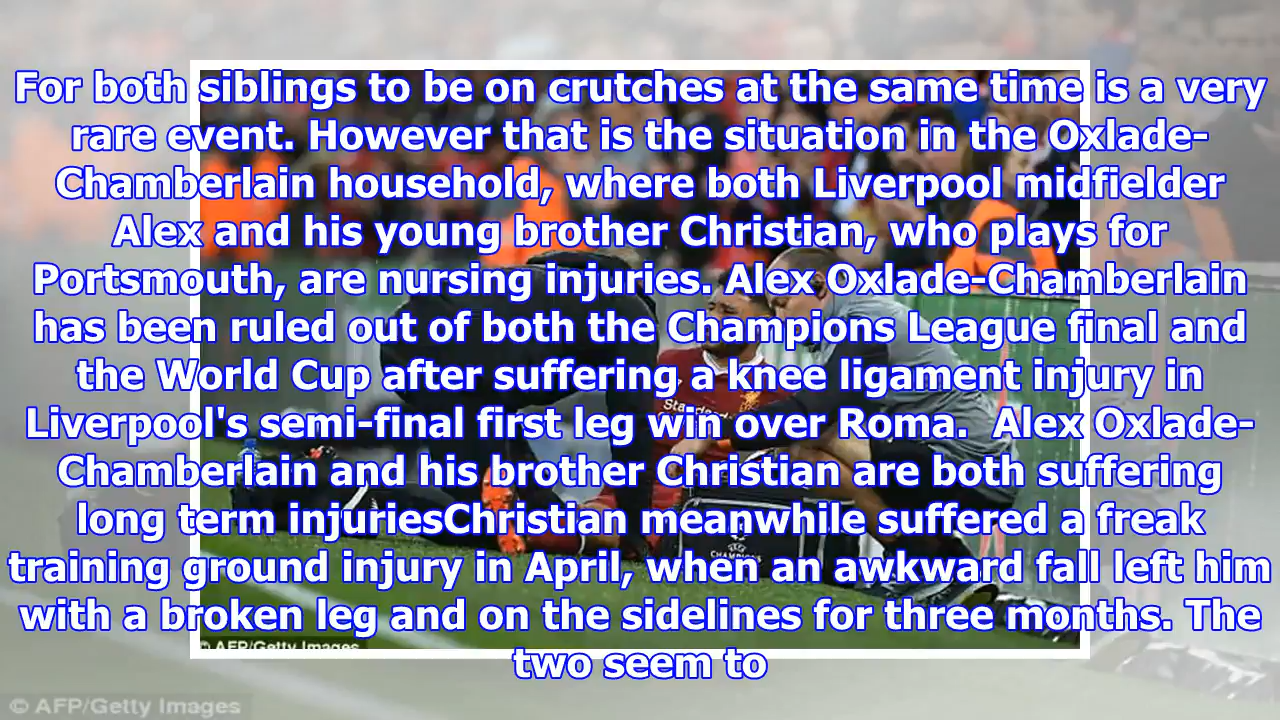 For both siblings to be on crutches at the same time is a very
rare event. However that is the situation in the Oxlade-
Chamberlain household, where both Liverpool midfielder
Alex and his young brother Christian, who plays for
Portsmouth, are nursing injuries. Alex Oxlade-Chamberlain
has been ruled out of both the Champions League final and
the World Cup after suffering a knee ligament injury in
Liverpool's semi-final first leg win over Roma.  Alex Oxlade-
Chamberlain and his brother Christian are both suffering
long term injuriesChristian meanwhile suffered a freak
training ground injury in April, when an awkward fall left him
with a broken leg and on the sidelines for three months. The
two seem to
Standard
CHAMPIONS
© AFP/Getty Images
© AFP/Getty Images